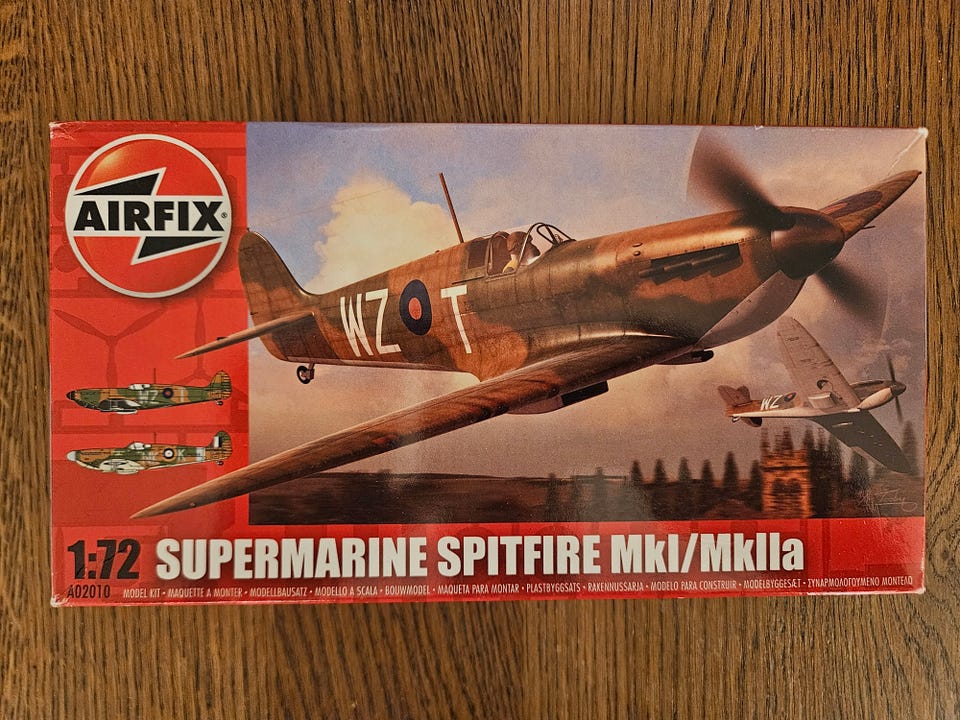 AIRFIX®
WZ T
WZ
1:72 SUPERMARINE SPITFIRE MkI/MkIIa
A02010 MODEL KIT • MAQUETTE A MONTER • MODELLBAUSATZ • MODELLO A SCALA • BOUWMODEL • MAQUETA PARA MONTAR • PLASTBYGGSATS • RAKENNUSSARJA • MODELO PARA CONSTRUIR • MODELBYGGESÆT • ΣΥΝΑΡΜΟΛΟΓΟΥΜΕΝΟ ΜΟΝΤΕΛΟ